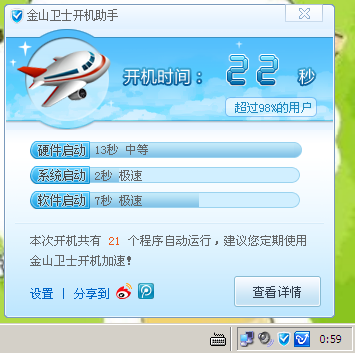 金山卫士开机助手
开机时间： 22 秒
超过98%的用户
硬件启动 13秒 中等
系统启动 2秒 极速
软件启动 7秒 极速
本次开机共有 21 个程序自动运行，建议您定期使用
金山卫士开机加速！
设置 | 分享到
查看详情
0:59